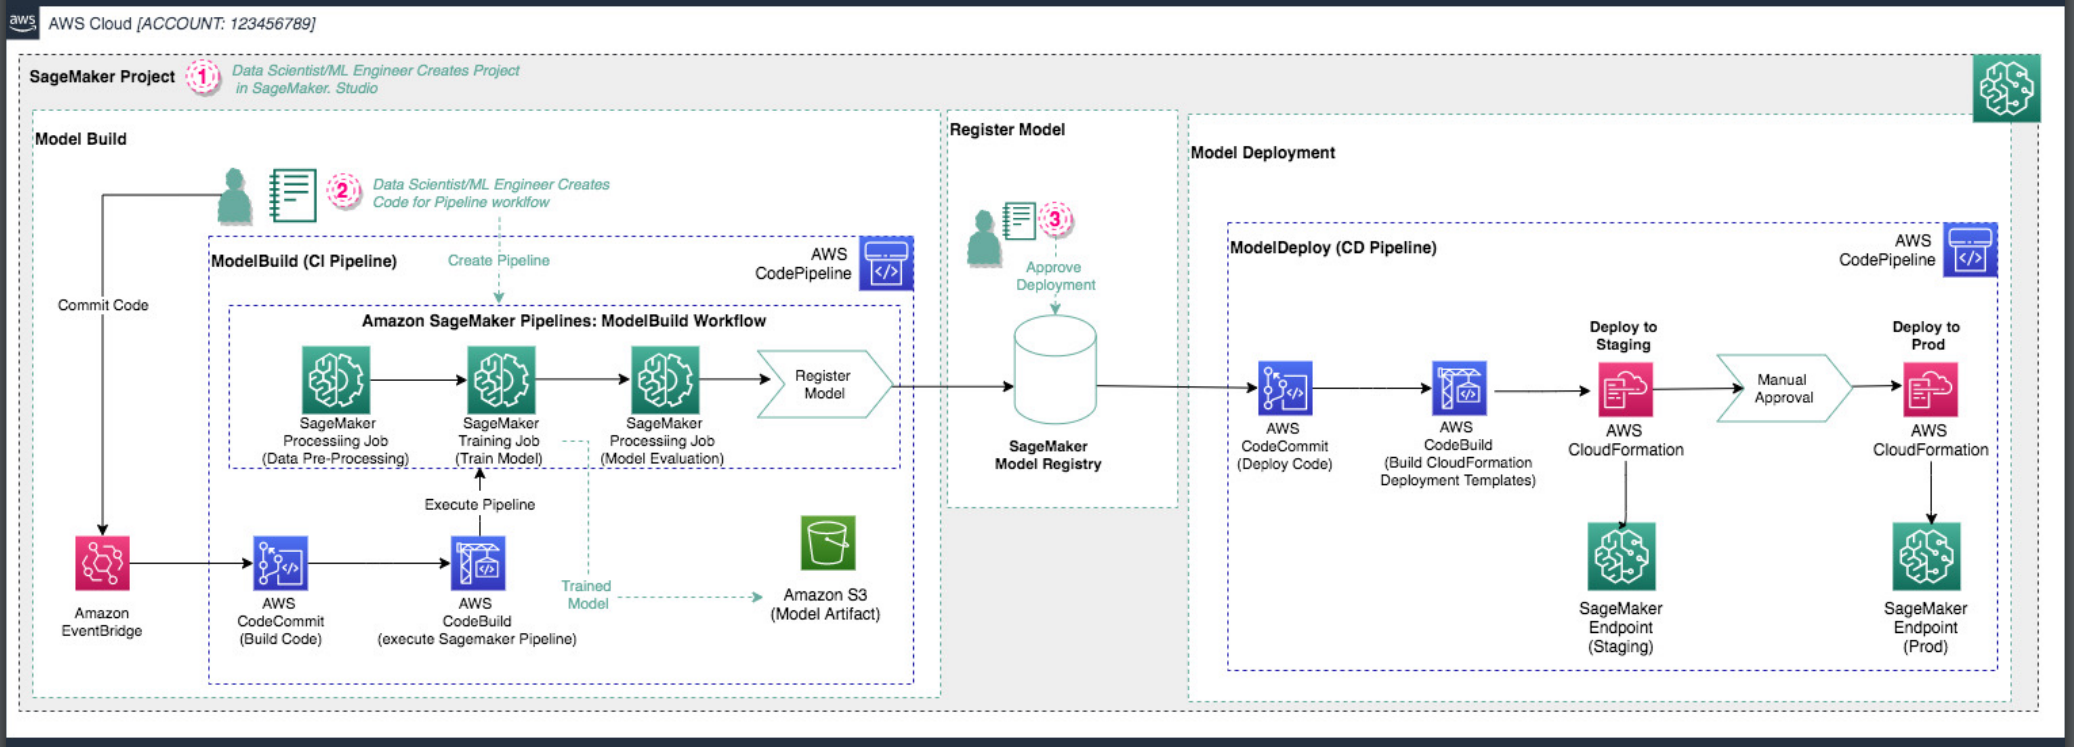 aws
AWS Cloud [ACCOUNT: 123456789]
SageMaker Project
1
Data Scientist/ML Engineer Creates Project
in SageMaker. Studio
Model Build
2
Data Scientist/ML Engineer Creates
Code for Pipeline worklfow
Commit Code
ModelBuild (CI Pipeline)
Create Pipeline
AWS
CodePipeline
Amazon SageMaker Pipelines: ModelBuild Workflow
SageMaker
Processiing Job
(Data Pre-Processing)
SageMaker
Training Job
(Train Model)
SageMaker
Processiing Job
(Model Evaluation)
Register
Model
Execute Pipeline
Amazon
EventBridge
AWS
CodeCommit
(Build Code)
AWS
CodeBuild
(execute Sagemaker Pipeline)
Trained
Model
Amazon S3
(Model Artifact)
Register Model
3
Approve
Deployment
SageMaker
Model Registry
Model Deployment
ModelDeploy (CD Pipeline)
AWS
CodePipeline
AWS
CodeCommit
(Deploy Code)
AWS
CodeBuild
(Build CloudFormation
Deployment Templates)
Deploy to
Staging
AWS
CloudFormation
Manual
Approval
Deploy to
Prod
AWS
CloudFormation
SageMaker
Endpoint
(Staging)
SageMaker
Endpoint
(Prod)